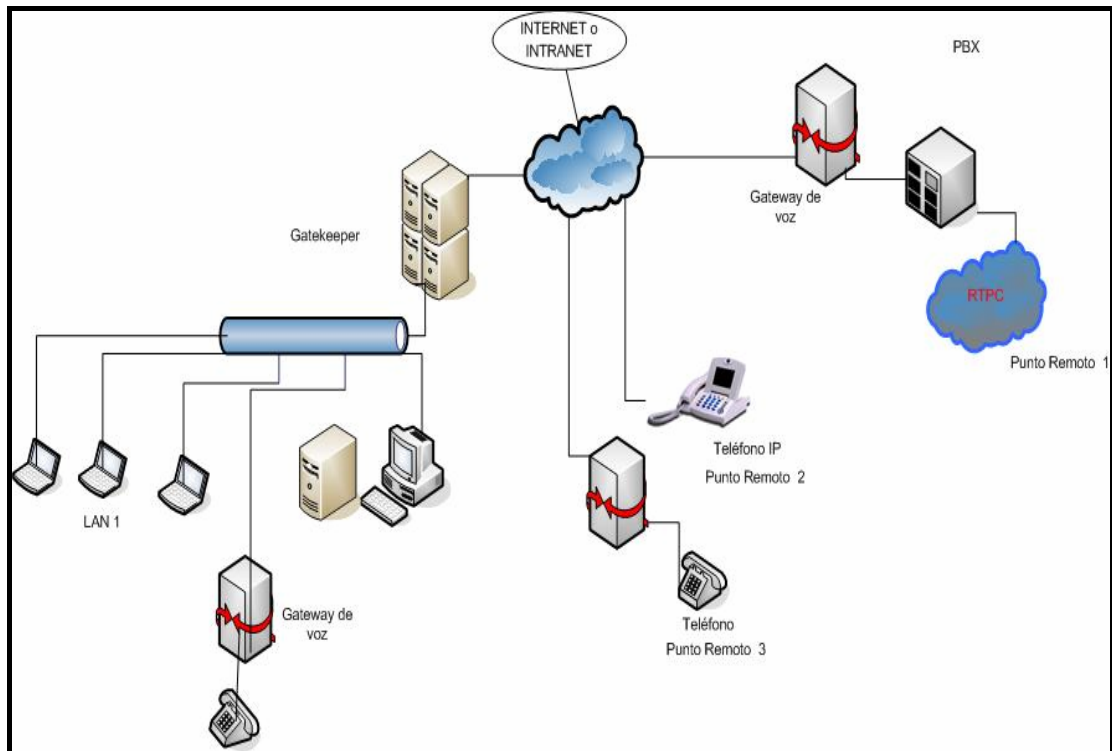 INTERNET o
INTRANET
PBX
Gateway de
voz
Gatekeeper
RTPC
Punto Remoto 1
Teléfono IP
Punto Remoto 2
LAN 1
Gateway de
voz
Teléfono
Punto Remoto 3